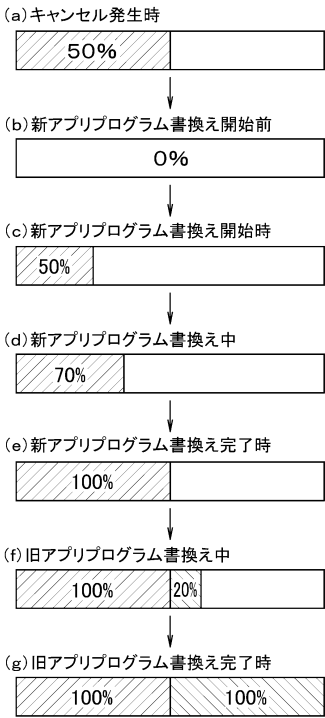 (a)キャンセル発生時
50%
(b)新アプリプログラム書換え開始前
0%
(c)新アプリプログラム書換え開始時
50%
(d)新アプリプログラム書換え中
70%
(e)新アプリプログラム書換え完了時
100%
(f)旧アプリプログラム書換え中
100% 20%
(g)旧アプリプログラム書換え完了時
100% 100%